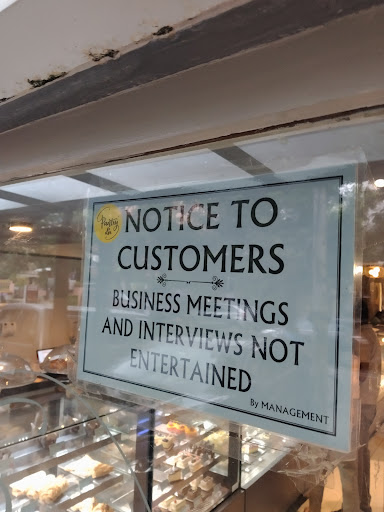 NOTICE TO
CUSTOMERS
BUSINESS MEETINGS
AND INTERVIEWS NOT
ENTERTAINED
By MANAGEMENT